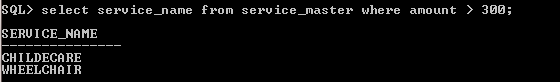 SQL> select service_name from service_master where amount > 300;
SERVICE_NAME
---------------
CHILDECARE
WHEELCHAIR